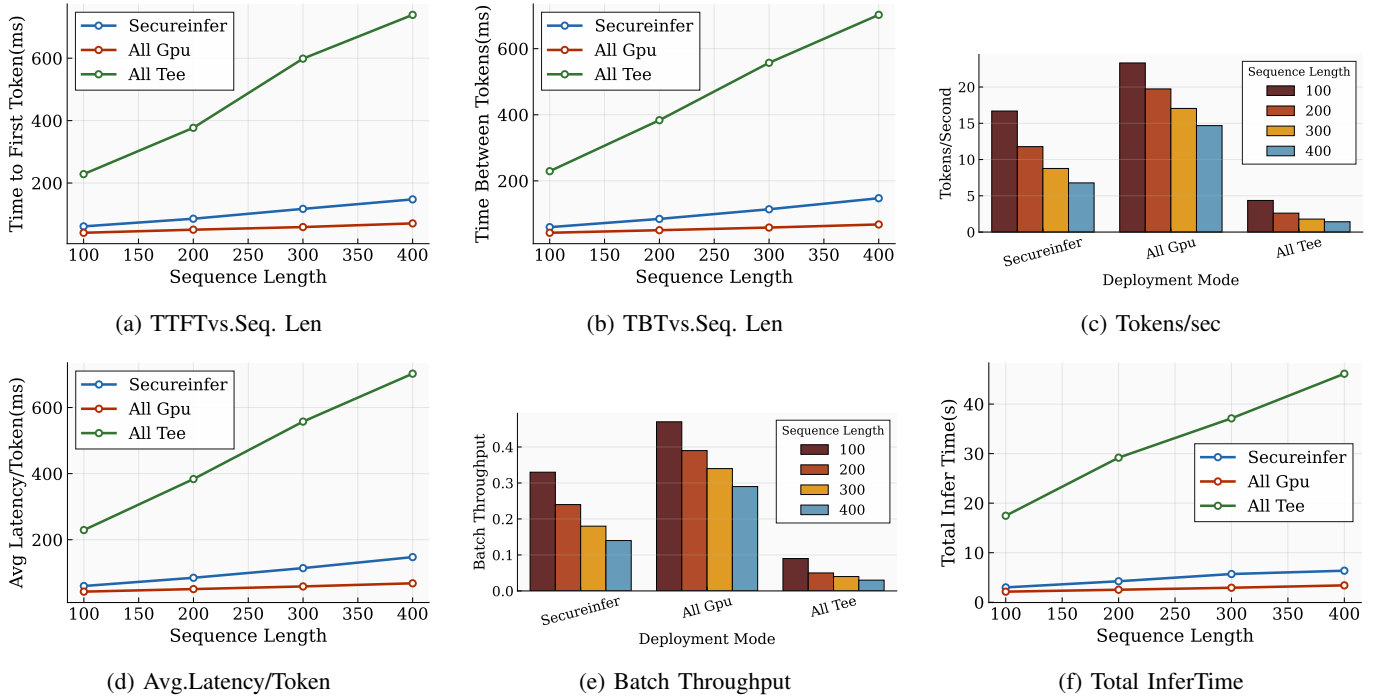 Time to First Tokens(ms)
600
400
200
Secureinfer
All Gpu
All Tee
100 150 200 250 300 350 400
Sequence Length
(a) TTFTvs.Seq. Len
Time Between Tokens(ms)
600
400
200
Secureinfer
All Gpu
All Tee
100 150 200 250 300 350 400
Sequence Length
(b) TBTvs.Seq. Len
Tokens/Second
20
15
10
5
0
Sequence Length
100
200
300
400
Secureinfer All Gpu All Tee
Deployment Mode
(c) Tokens/sec
Avg Latency/Token(ms)
600
400
200
Secureinfer
All Gpu
All Tee
100 150 200 250 300 350 400
Sequence Length
(d) Avg.Latency/Token
Batch Throughput
0.4
0.3
0.2
0.1
0.0
Sequence Length
100
200
300
400
Secureinfer All Gpu All Tee
Deployment Mode
(e) Batch Throughput
Total Infer Time(s)
40
30
20
10
0
Secureinfer
All Gpu
All Tee
100 150 200 250 300 350 400
Sequence Length
(f) Total InferTime